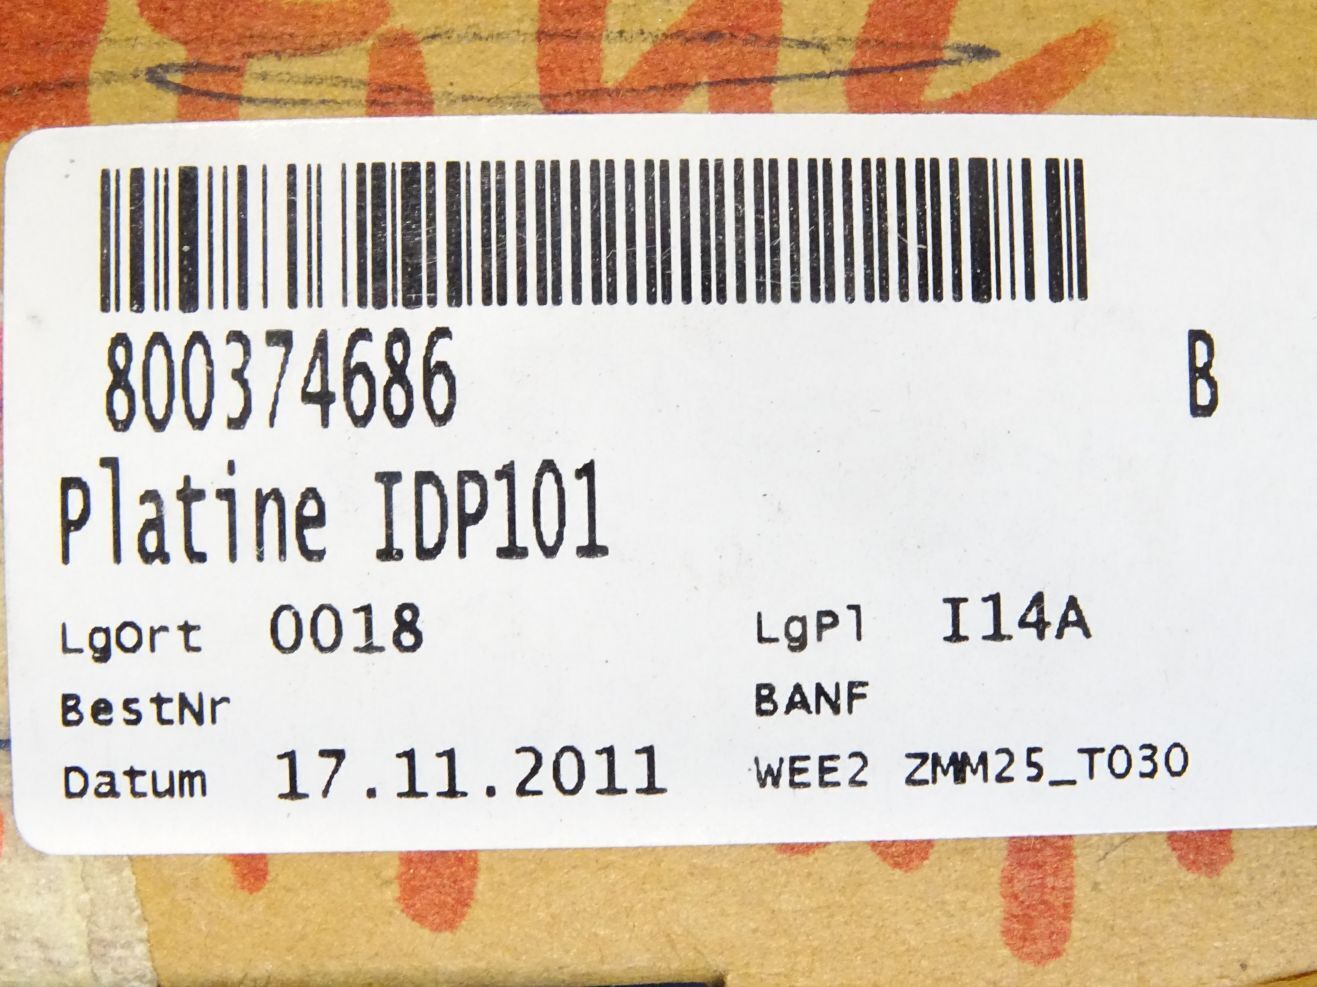 800374686 B
Platine IDP101
LgOrt 0018 LgPl I14A
BestNr BANF
Datum 17.11.2011 WEE2 ZMM25_T030